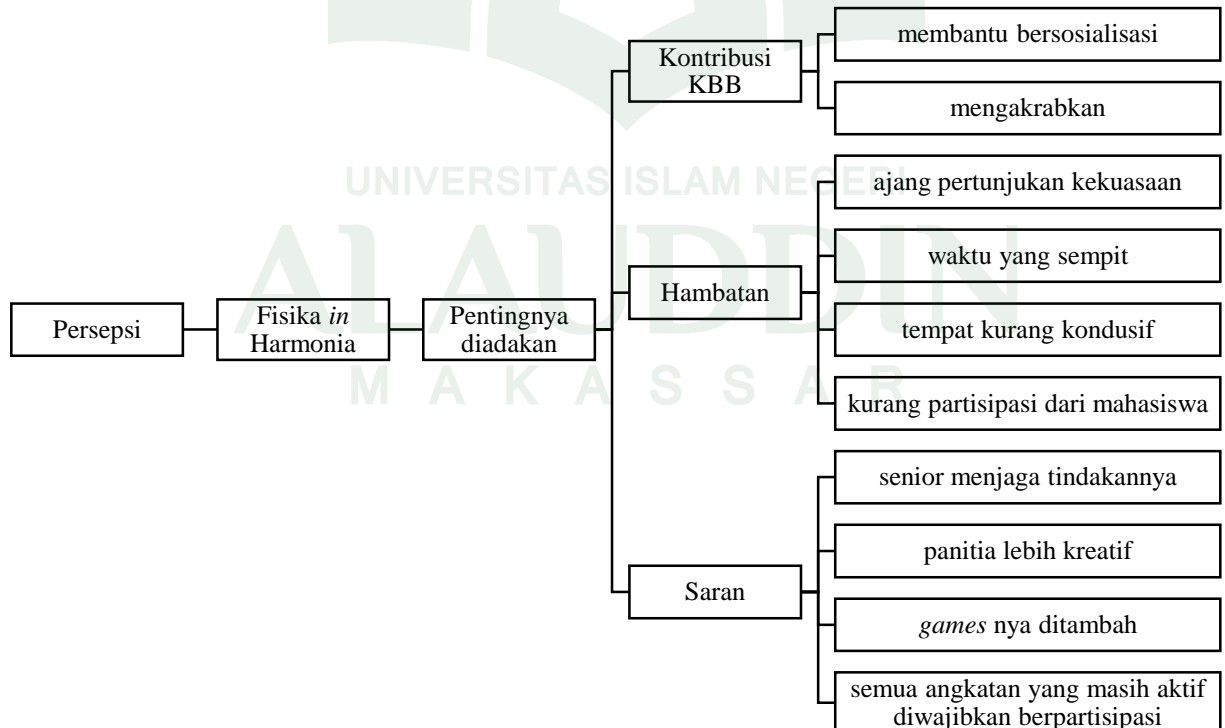 Kontribusi
KBB
membantu bersosialisasi
mengakrabkan
UNIVERSITAS ISLAM NEGERI
ALAUDDIN
MAKASSAR
Persepsi
Fisika in
Harmonia
Pentingnya
diadakan
Hambatan
ajang pertunjukan kekuasaan
waktu yang sempit
tempat kurang kondusif
kurang partisipasi dari mahasiswa
Saran
senior menjaga tindakannya
panitia lebih kreatif
games nya ditambah
semua angkatan yang masih aktif
diwajibkan berpartisipasi